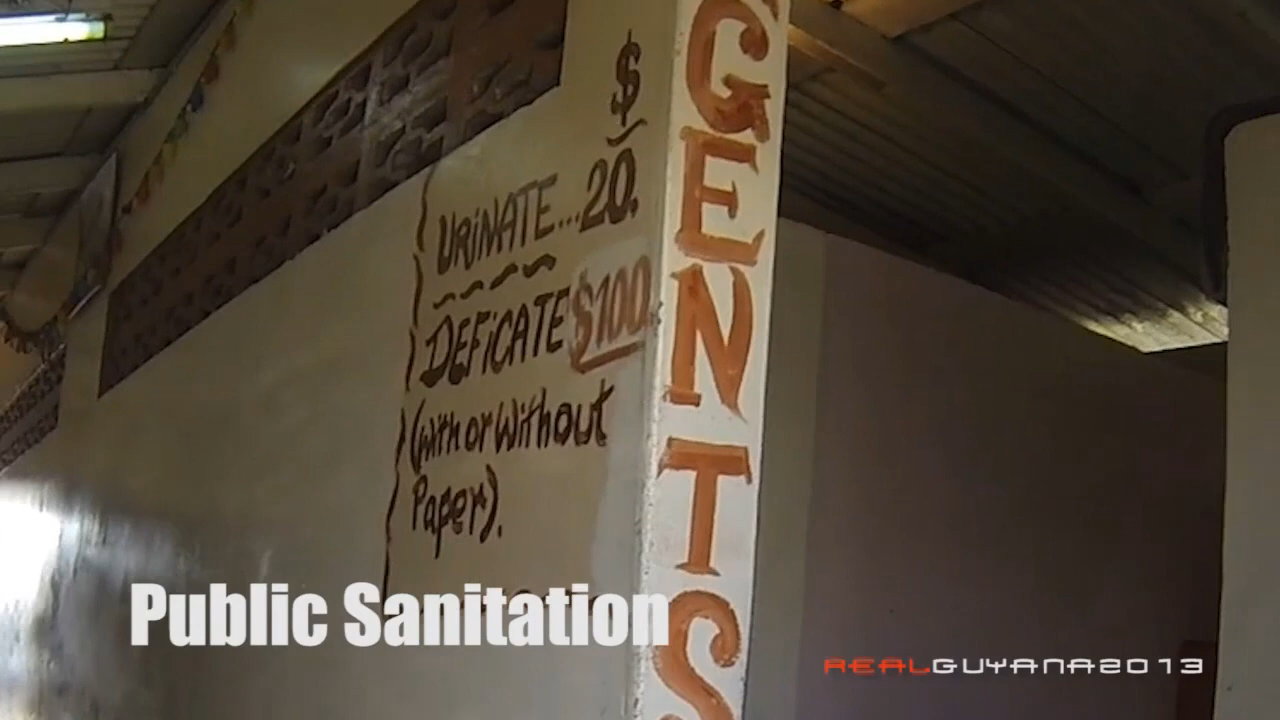 $
URINATE...20.
DEFICATE $100.
(with or Without
Paper).
GENTS
Public Sanitation
REALGUYANA2013